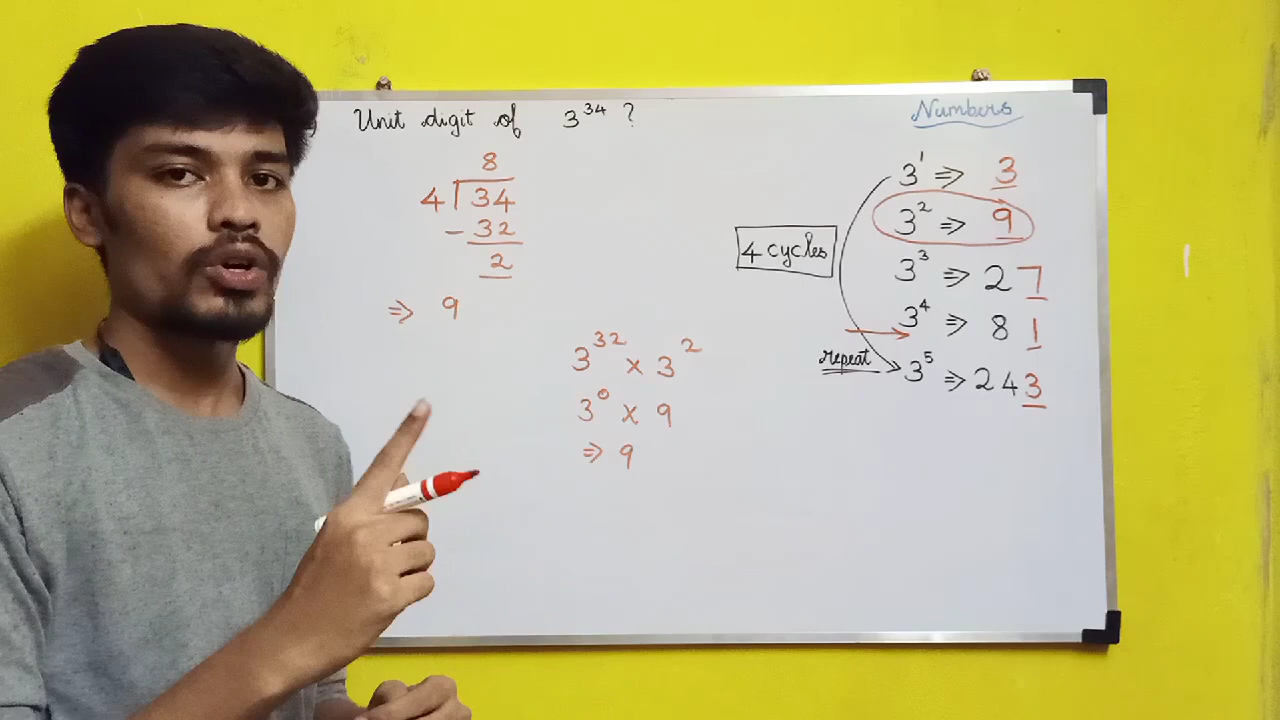 Unit digit of 3³⁴ ?
8
4 34
- 32
2
⇒ 9
3³² × 3²
3⁰ × 9
⇒ 9
Numbers
3¹ ⇒ 3
3² ⇒ 9
4 cycles
3³ ⇒ 27
3⁴ ⇒ 81
repeat
3⁵ ⇒ 243